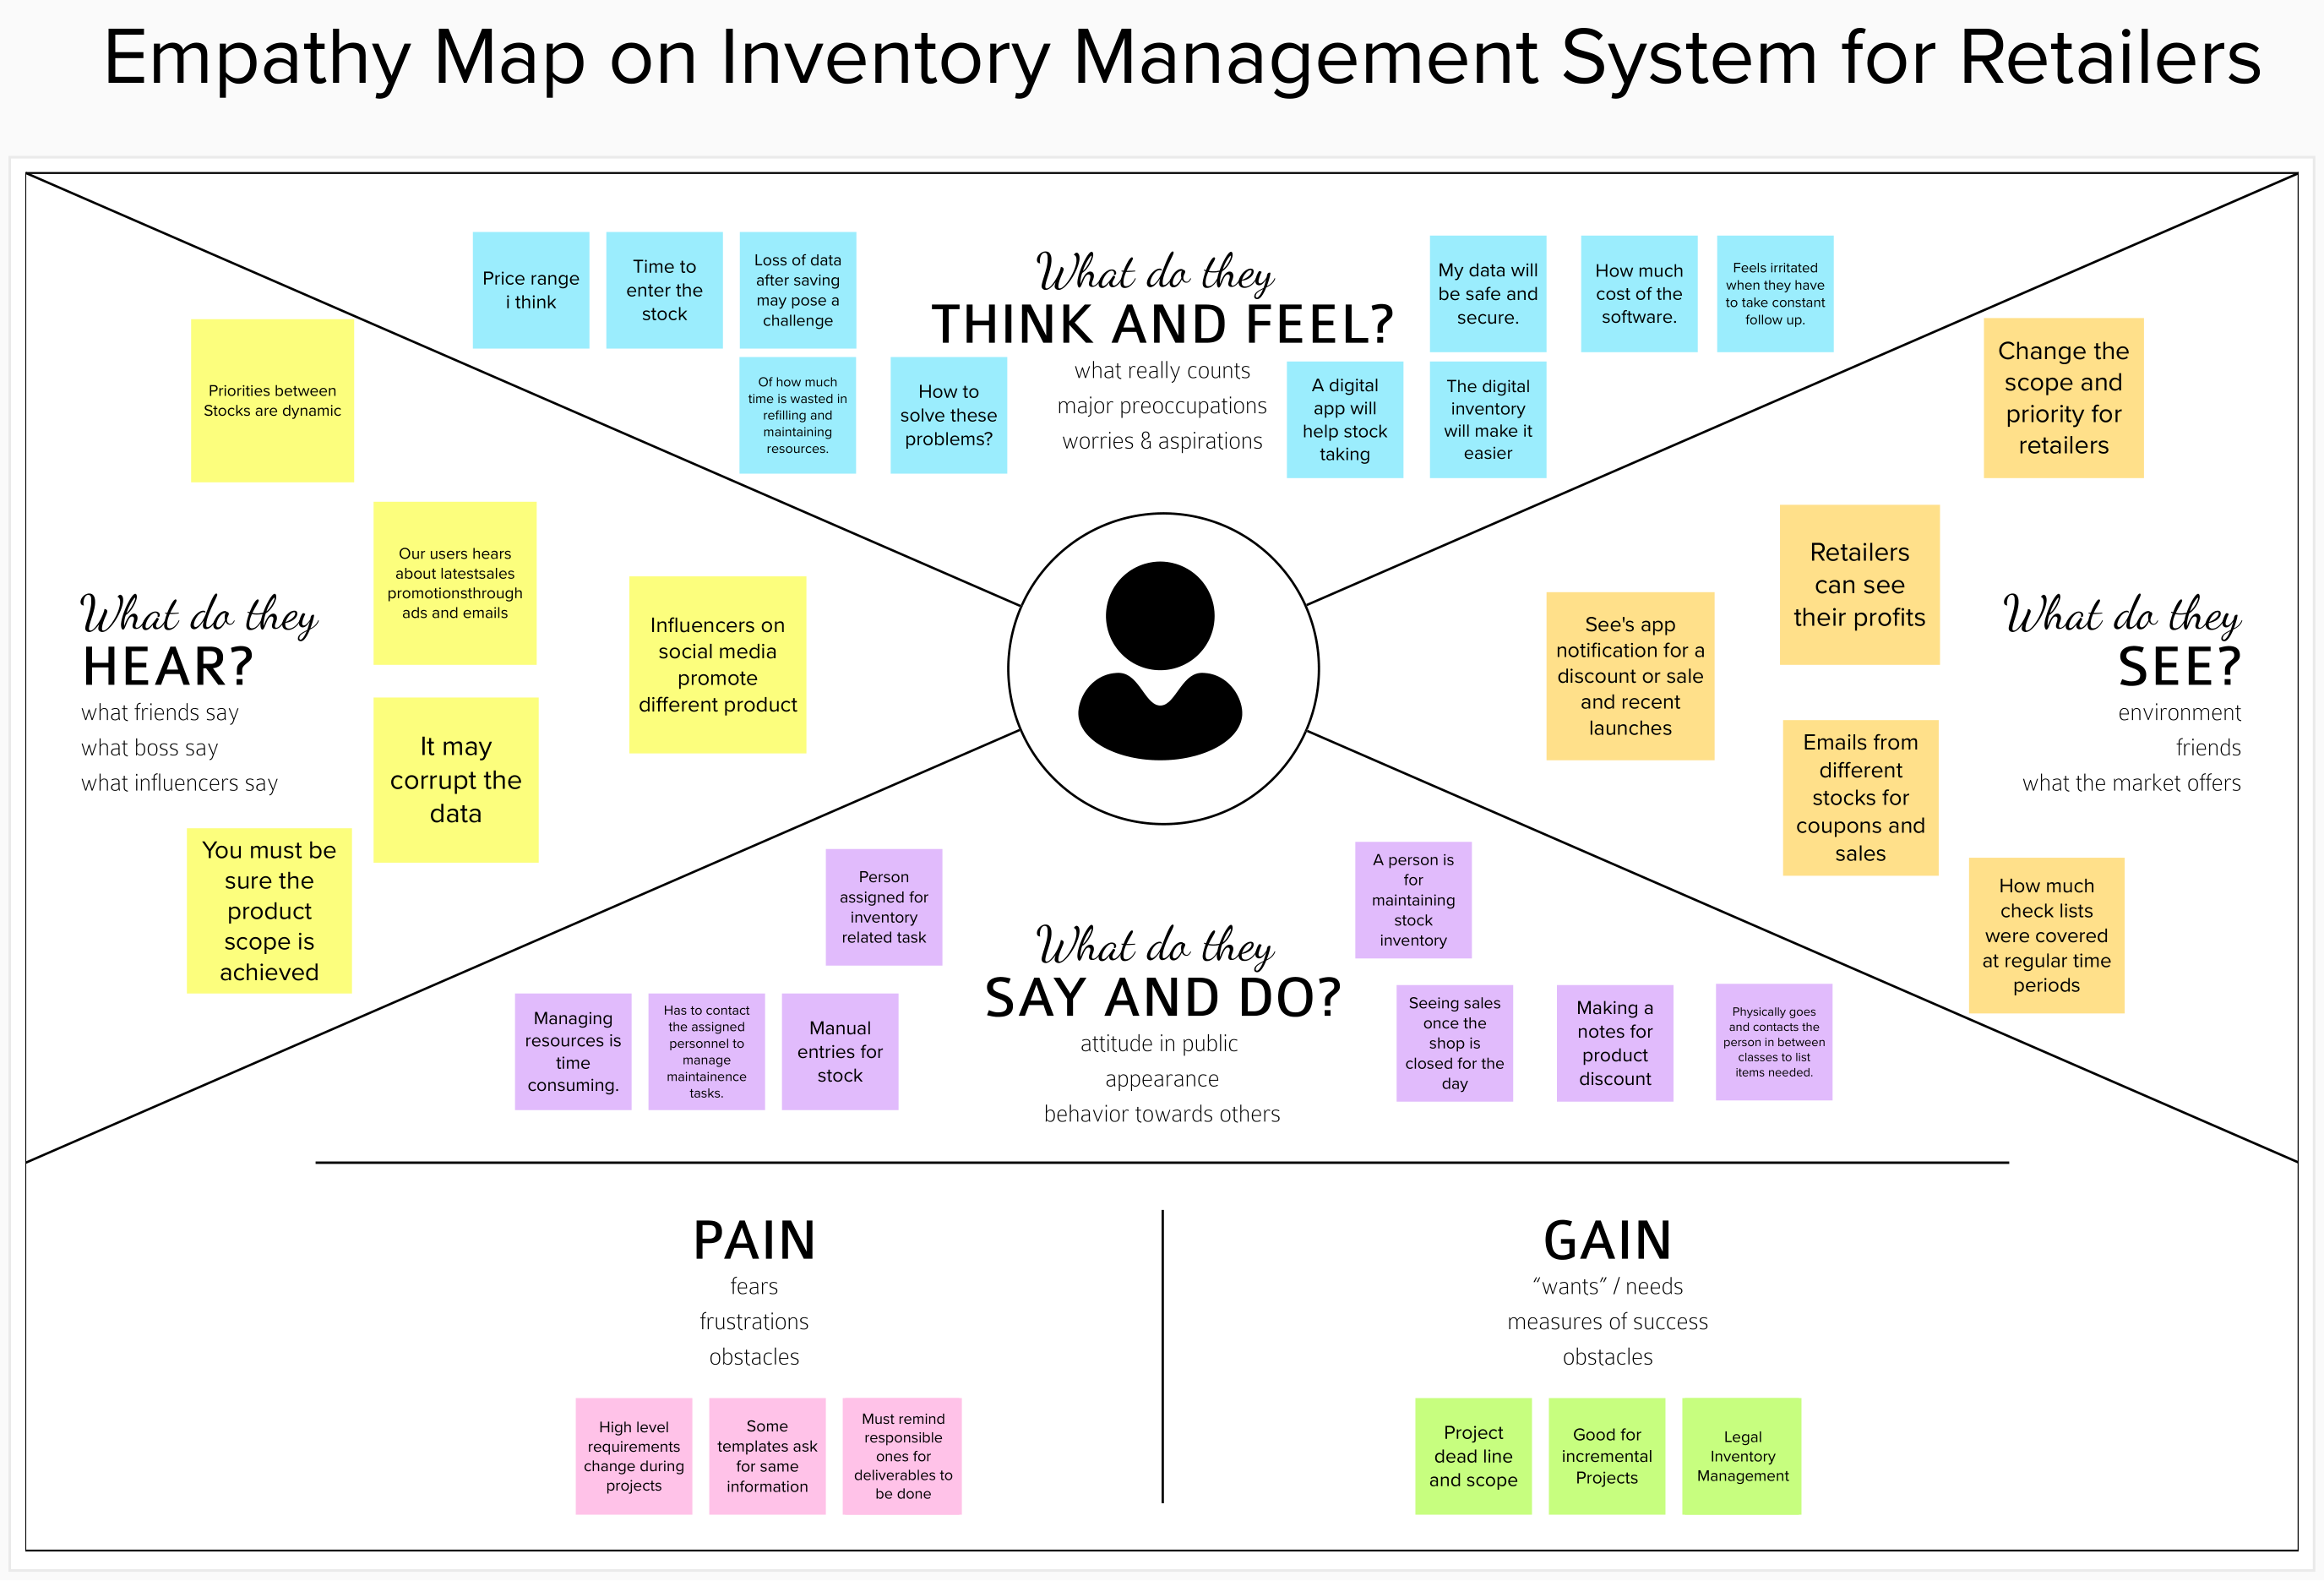 Empathy Map on Inventory Management System for Retailers
What do they
THINK AND FEEL?
what really counts
major preoccupations
worries & aspirations
Price range
i think
Time to
enter the
stock
Loss of data
after saving
may pose a
challenge
Of how much
time is wasted in
refilling and
maintaining
resources.
How to
solve these
problems?
My data will
be safe and
secure.
How much
cost of the
software.
Feels irritated
when they have
to take constant
follow up.
A digital
app will
help stock
taking
The digital
inventory
will make it
easier
What do they
HEAR?
what friends say
what boss say
what influencers say
Priorities between
Stocks are dynamic
Our users hears
about latestsales
promotionsthrough
ads and emails
Influencers on
social media
promote
different product
It may
corrupt the
data
You must be
sure the
product
scope is
achieved
What do they
SEE?
environment
friends
what the market offers
Change the
scope and
priority for
retailers
Retailers
can see
their profits
See's app
notification for a
discount or sale
and recent
launches
Emails from
different
stocks for
coupons and
sales
How much
check lists
were covered
at regular time
periods
What do they
SAY AND DO?
attitude in public
appearance
behavior towards others
Person
assigned for
inventory
related task
Managing
resources is
time
consuming.
Has to contact
the assigned
personnel to
manage
maintainence
tasks.
Manual
entries for
stock
A person is
for
maintaining
stock
inventory
Seeing sales
once the
shop is
closed for the
day
Making a
notes for
product
discount
Physically goes
and contacts the
person in between
classes to list
items needed.
PAIN
fears
frustrations
obstacles
High level
requirements
change during
projects
Some
templates ask
for same
information
Must remind
responsible
ones for
deliverables to
be done
GAIN
“wants” / needs
measures of success
obstacles
Project
dead line
and scope
Good for
incremental
Projects
Legal
Inventory
Management